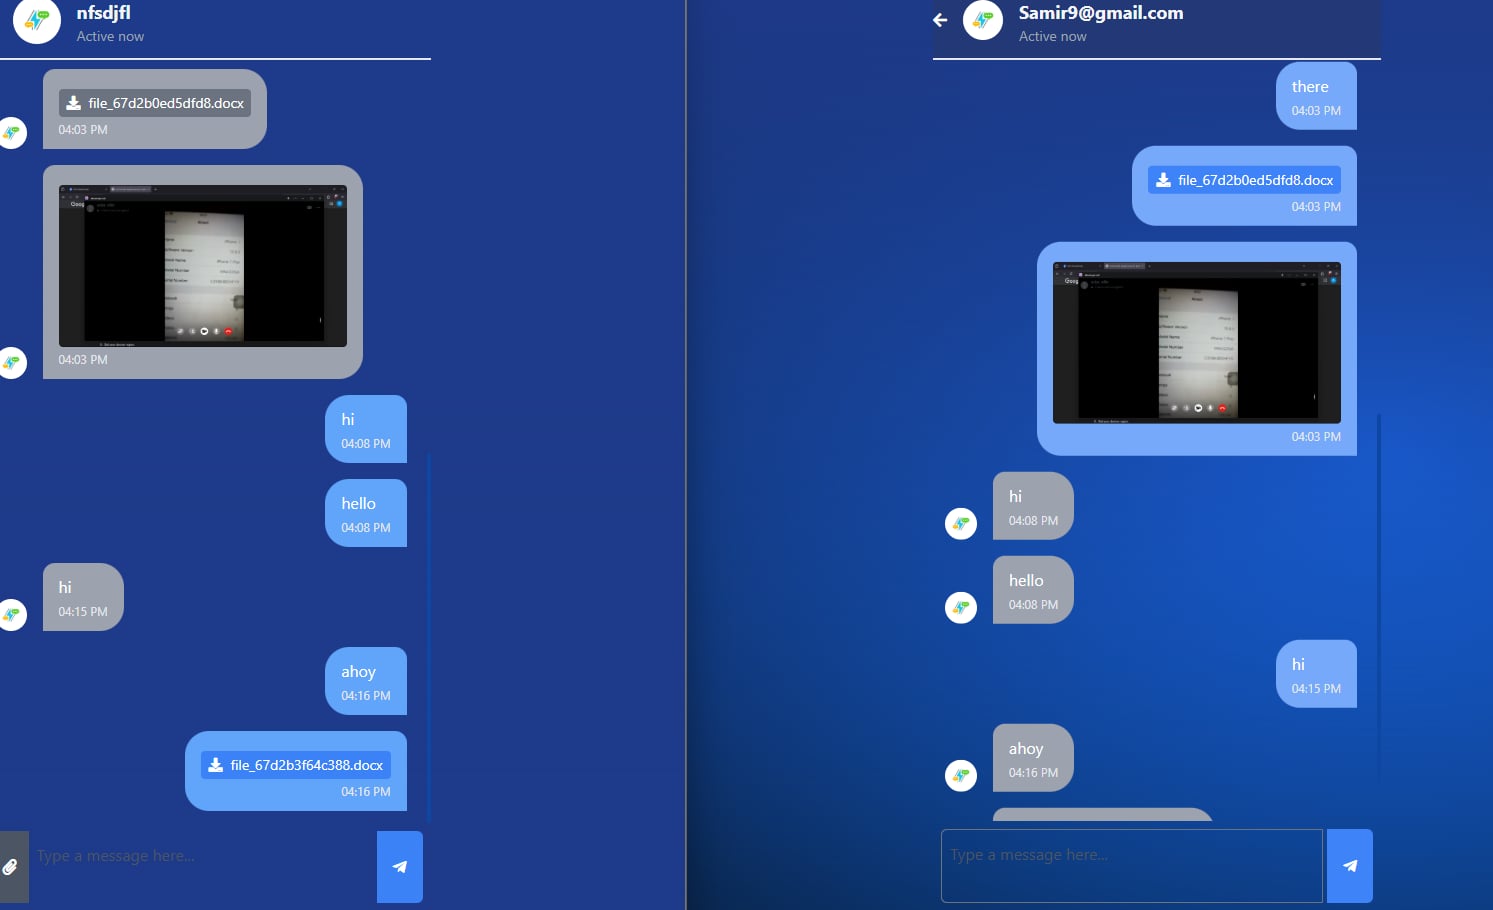 nfsdjfl
Active now
file_67d2b0ed5dfd8.docx
04:03 PM
04:03 PM
hi
04:08 PM
hello
04:08 PM
hi
04:15 PM
ahoy
04:16 PM
file_67d2b3f64c388.docx
04:16 PM
Type a message here...
Samir9@gmail.com
Active now
there
04:03 PM
file_67d2b0ed5dfd8.docx
04:03 PM
04:03 PM
hi
04:08 PM
hello
04:08 PM
hi
04:15 PM
ahoy
04:16 PM
Type a message here...